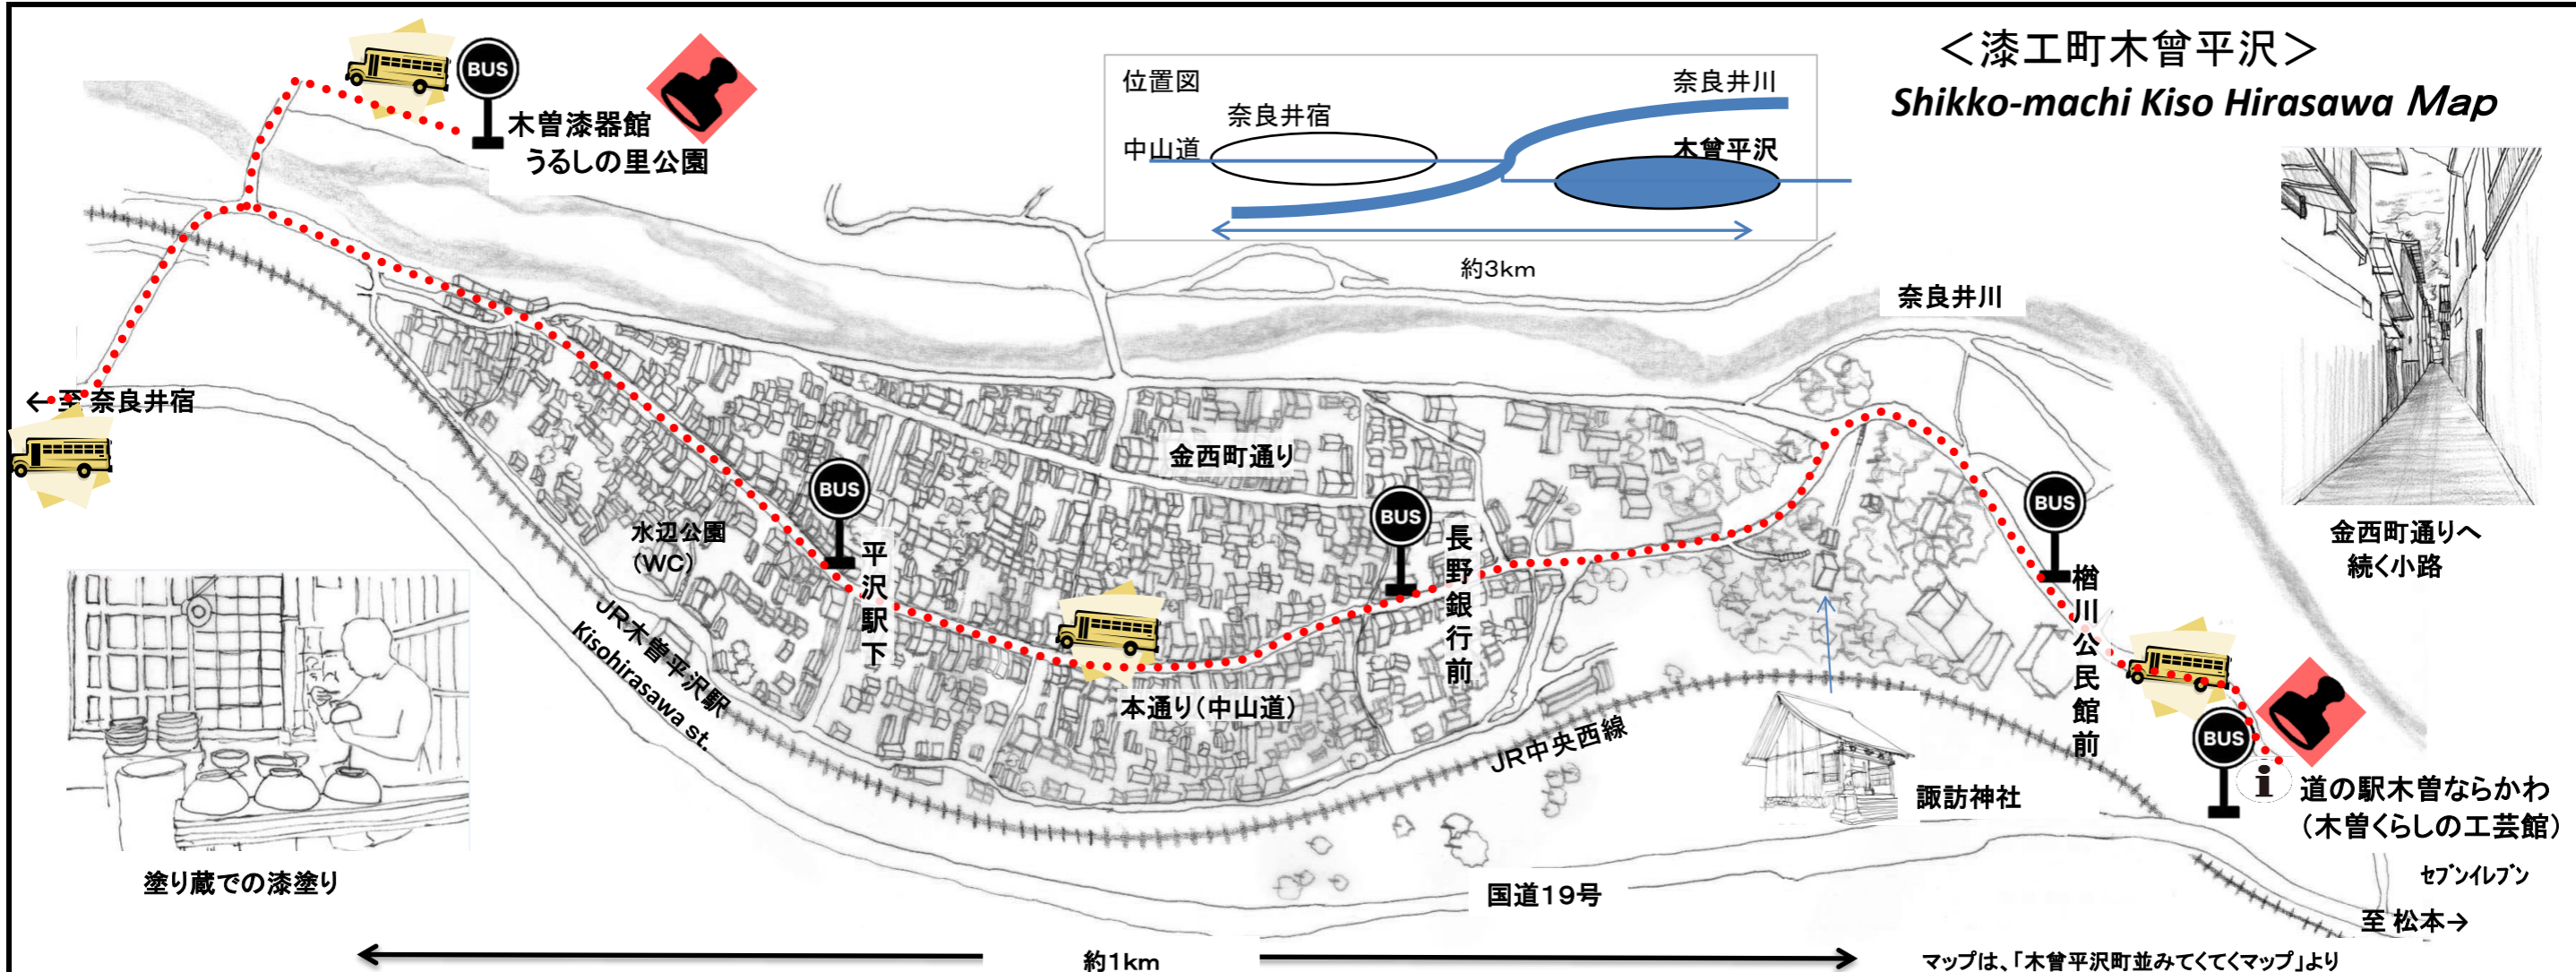 ＜漆工町木曾平沢＞
Shikko-machi Kiso Hirasawa Map
BUS
木曽漆器館
うるしの里公園
位置図
奈良井川
奈良井宿
中山道
木曾平沢
約3km
奈良井川
←至 奈良井宿
金西町通り
BUS
平沢駅下
水辺公園
(WC)
BUS
長野銀行前
BUS
楢川公民館前
金西町通りへ
続く小路
JR木曽平沢駅
Kisohirasawa st.
本通り(中山道)
JR中央西線
諏訪神社
BUS
i
道の駅木曽ならかわ
(木曽くらしの工芸館)
セブンイレブン
塗り蔵での漆塗り
国道19号
至 松本→
約1km
マップは、「木曾平沢町並みてくてくマップ」より